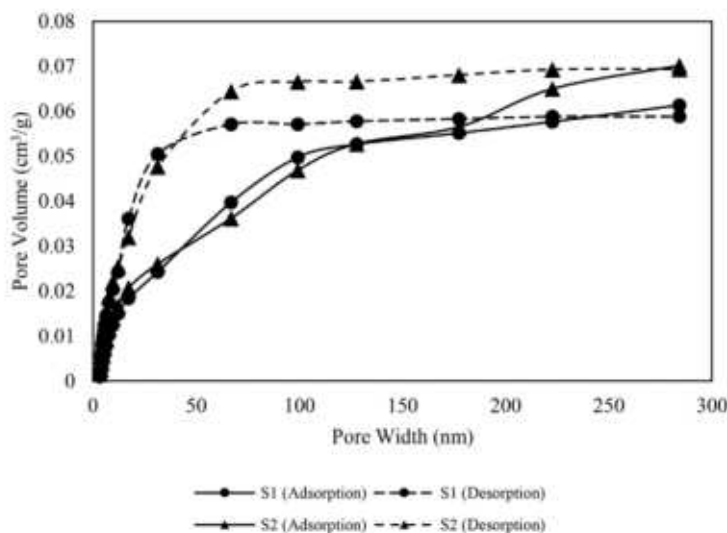 0.08
0.07
0.06
0.05
0.04
0.03
0.02
0.01
0
Pore Volume (cm³/g)
0 50 100 150 200 250 300
Pore Width (nm)
S1 (Adsorption) S1 (Desorption)
S2 (Adsorption) S2 (Desorption)